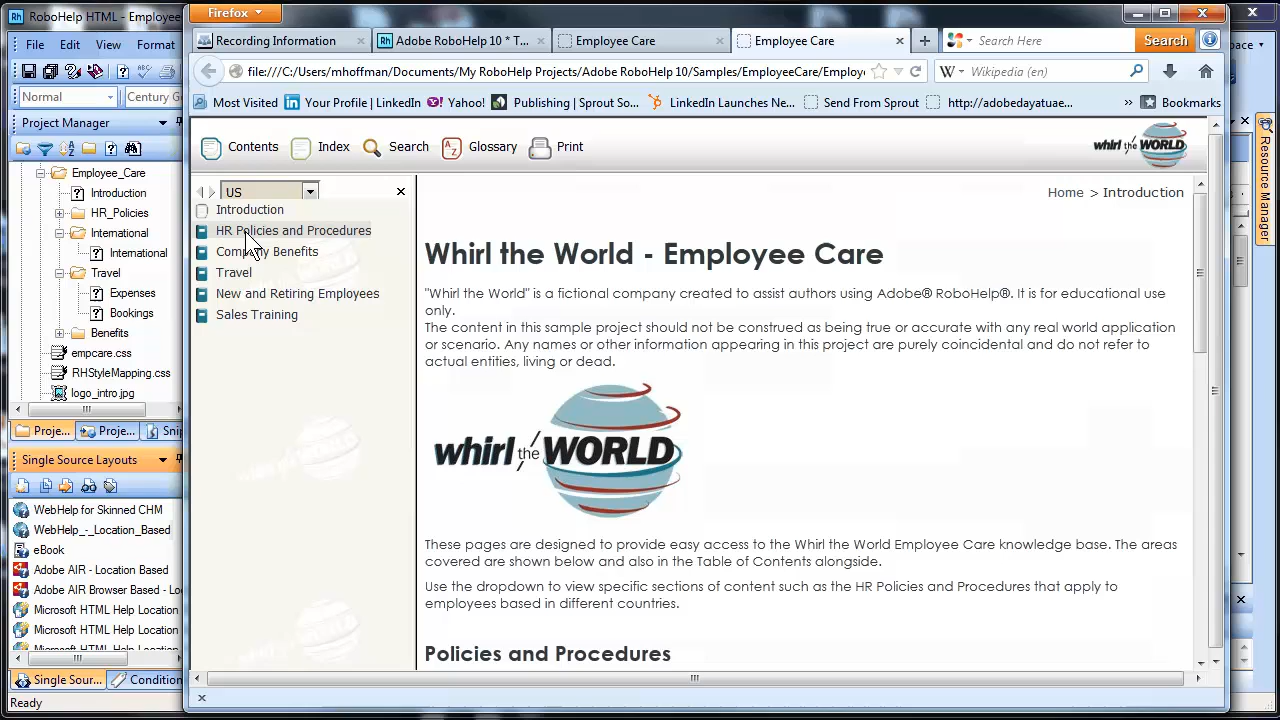 RoboHelp HTML - Employee
File Edit View Format
Normal
Century G
Project Manager
Employee_Care
Introduction
HR_Policies
International
International
Travel
Expenses
Bookings
Benefits
empcare.css
RHStyleMapping.css
logo_intro.jpg
Proje... Proje... Snip
Single Source Layouts
WebHelp for Skinned CHM
WebHelp_-_Location_Based
eBook
Adobe AIR - Location Based
Adobe AIR Browser Based - Lo
Microsoft HTML Help Location
Microsoft HTML Help Location
Single Sour... Condition
Ready
Firefox
Recording Information
Rh Adobe RoboHelp 10 * T...
Employee Care
Employee Care
Search Here
Search
file:///C:/Users/mhoffman/Documents/My RoboHelp Projects/Adobe RoboHelp 10/Samples/EmployeeCare/Employ
W Wikipedia (en)
Most Visited Your Profile | LinkedIn Yahoo! Publishing | Sprout So... LinkedIn Launches Ne... Send From Sprout http://adobedayatuae... » Bookmarks
Contents Index Search Glossary Print
whirl the WORLD
US
Introduction
HR Policies and Procedures
Company Benefits
Travel
New and Retiring Employees
Sales Training
Home > Introduction
Whirl the World - Employee Care
"Whirl the World" is a fictional company created to assist authors using Adobe® RoboHelp®. It is for educational use
only.
The content in this sample project should not be construed as being true or accurate with any real world application
or scenario. Any names or other information appearing in this project are purely coincidental and do not refer to
actual entities, living or dead.
whirl the WORLD
These pages are designed to provide easy access to the Whirl the World Employee Care knowledge base. The areas
covered are shown below and also in the Table of Contents alongside.
Use the dropdown to view specific sections of content such as the HR Policies and Procedures that apply to
employees based in different countries.
Policies and Procedures
space
Resource Manager